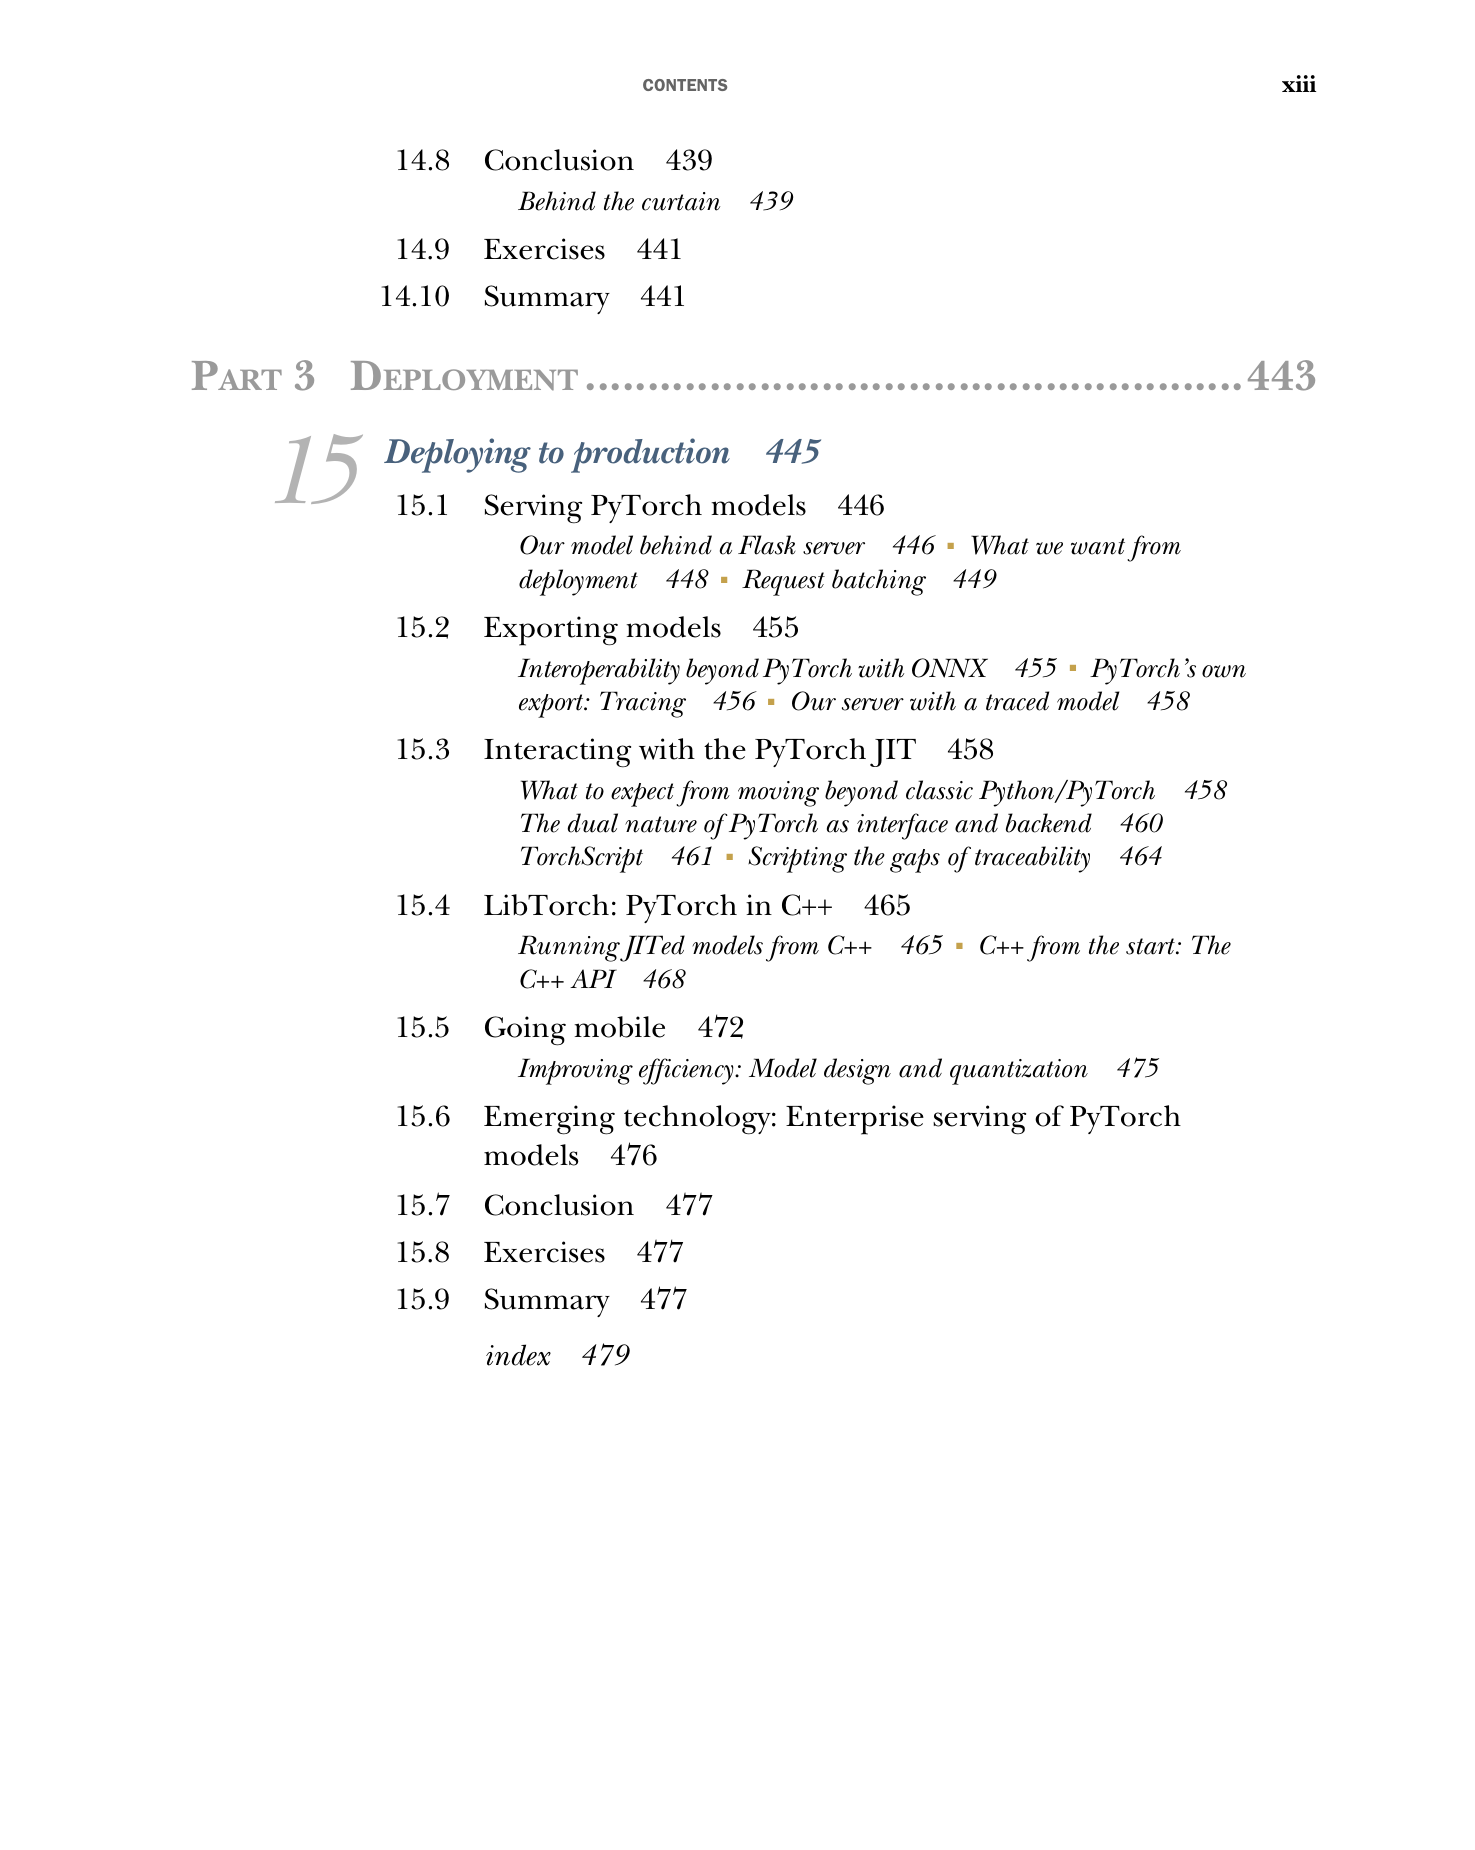 CONTENTS xiii
14.8 Conclusion 439
Behind the curtain 439
14.9 Exercises 441
14.10 Summary 441
PART 3 DEPLOYMENT ..................................................... 443
15 Deploying to production 445
15.1 Serving PyTorch models 446
Our model behind a Flask server 446 ▪ What we want from
deployment 448 ▪ Request batching 449
15.2 Exporting models 455
Interoperability beyond PyTorch with ONNX 455 ▪ PyTorch’s own
export: Tracing 456 ▪ Our server with a traced model 458
15.3 Interacting with the PyTorch JIT 458
What to expect from moving beyond classic Python/PyTorch 458
The dual nature of PyTorch as interface and backend 460
TorchScript 461 ▪ Scripting the gaps of traceability 464
15.4 LibTorch: PyTorch in C++ 465
Running JITed models from C++ 465 ▪ C++ from the start: The
C++ API 468
15.5 Going mobile 472
Improving efficiency: Model design and quantization 475
15.6 Emerging technology: Enterprise serving of PyTorch
models 476
15.7 Conclusion 477
15.8 Exercises 477
15.9 Summary 477
index 479